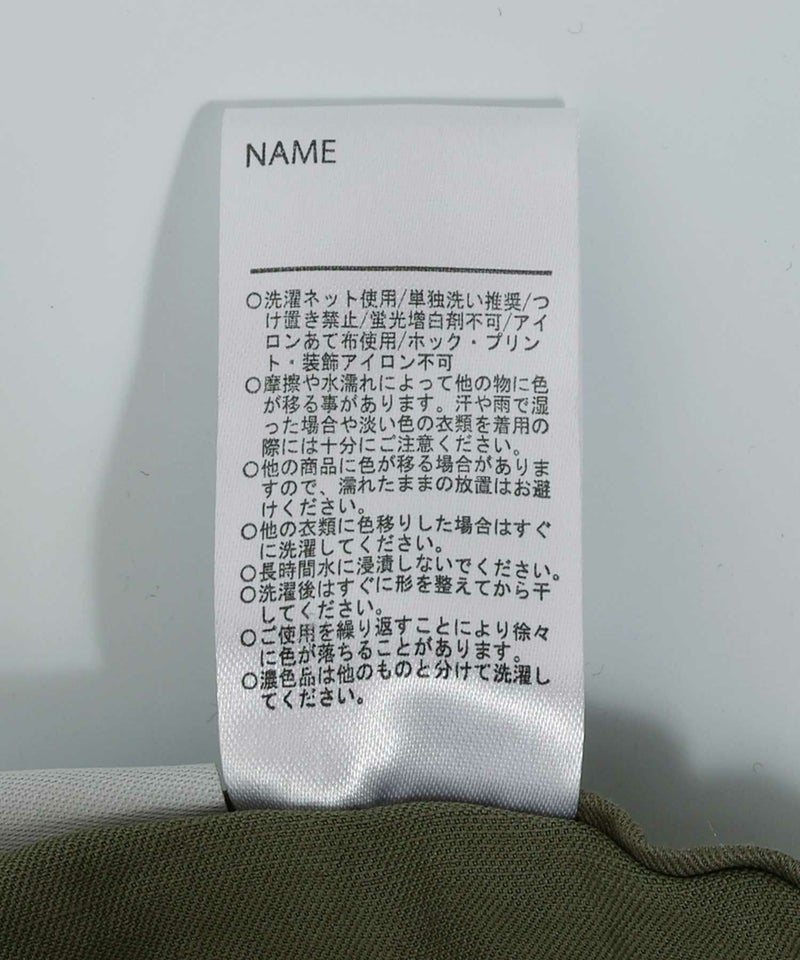 NAME
○洗濯ネット使用/単独洗い推奨/つ
け置き禁止/蛍光増白剤不可/アイ
ロンあて布使用/ホック・プリン
ト・装飾アイロン不可
○摩擦や水濡れによって他の物に色
が移る事があります。汗や雨で湿
った場合や淡い色の衣類を着用の
際には十分にご注意ください。
○他の商品に色が移る場合がありま
すので、濡れたままの放置はお避
けください。
○他の衣類に色移りした場合はすぐ
に洗濯してください。
○長時間水に浸漬しないでください。
○洗濯後はすぐに形を整えてから干
してください。
○ご使用を繰り返すことにより徐々
に色が落ちることがあります。
○濃色品は他のものと分けて洗濯し
てください。